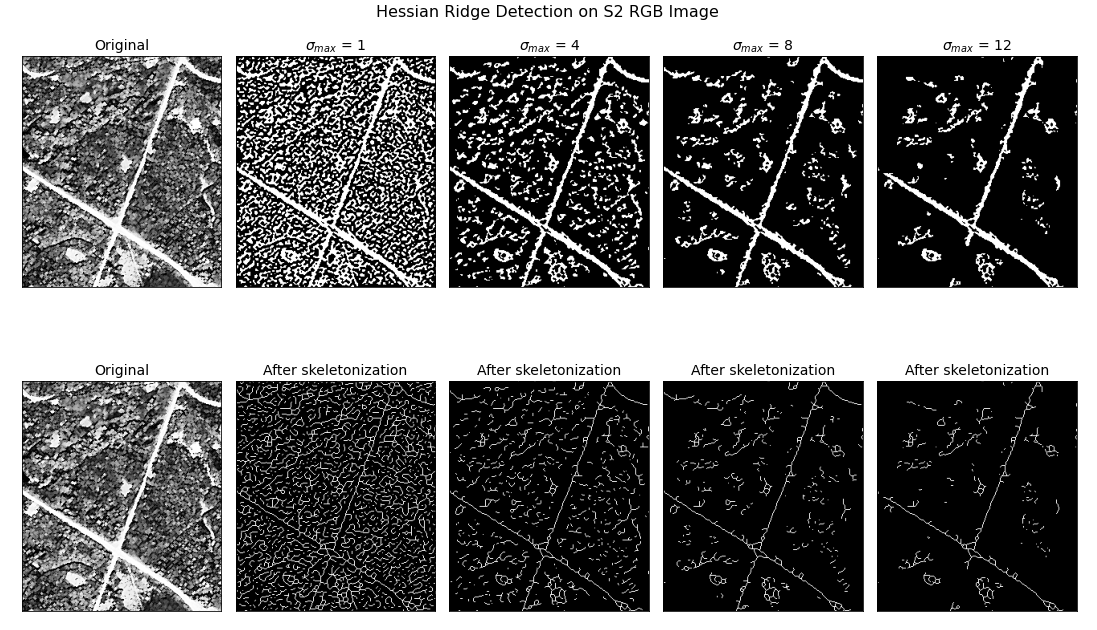 Hessian Ridge Detection on S2 RGB Image
Original
σmax = 1
σmax = 4
σmax = 8
σmax = 12
Original
After skeletonization
After skeletonization
After skeletonization
After skeletonization